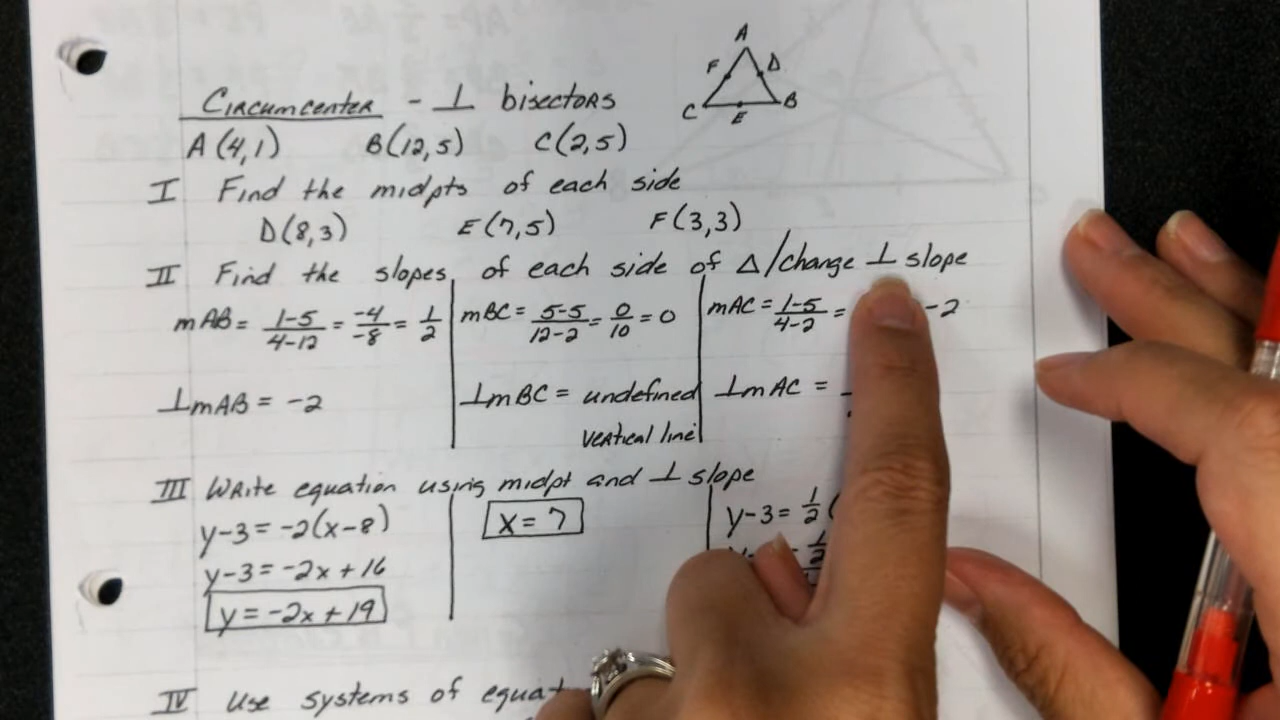 A
F D
C E B
CIRCUMCENTER - ⊥ bisectors
A(4,1) B(12,5) C(2,5)
I Find the midpts of each side
D(8,3) E(7,5) F(3,3)
II Find the slopes of each side of Δ/change ⊥ slope
mAB = 1-5/4-12 = -4/-8 = 1/2 mBC = 5-5/12-2 = 0/10 = 0 mAC = 1-5/4-2 = -2
⊥mAB = -2 ⊥mBC = undefined ⊥mAC =
vertical line
III Write equation using midpt and ⊥ slope
y-3 = -2(x-8) x = 7 y-3 = 1/2(
y-3 = -2x + 16 1/2
y = -2x + 19
IV Use systems of